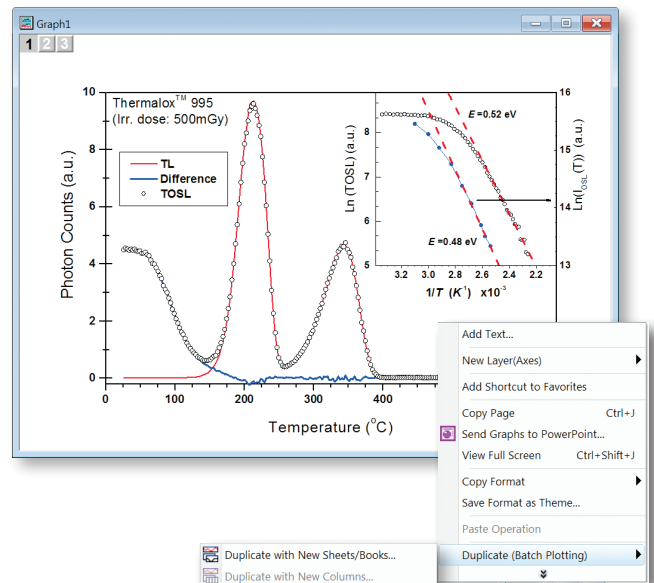 Graph1
1 2 3
Thermalox™ 995
(Irr. dose: 500mGy)
TL
Difference
TOSL
Photon Counts (a.u.)
10
8
6
4
2
0
0 100 200 300 400
Temperature (°C)
E =0.52 eV
E =0.48 eV
Ln (TOSL) (a.u.)
8
7
6
5
Ln(I_OSL(T)) (a.u.)
16
15
14
13
3.2 3.0 2.8 2.6 2.4 2.2
1/T (K⁻¹) x10⁻³
Add Text...
New Layer(Axes)
Add Shortcut to Favorites
Copy Page Ctrl+J
Send Graphs to PowerPoint...
View Full Screen Ctrl+Shift+J
Copy Format
Save Format as Theme...
Paste Operation
Duplicate (Batch Plotting)
Duplicate with New Sheets/Books...
Duplicate with New Columns...